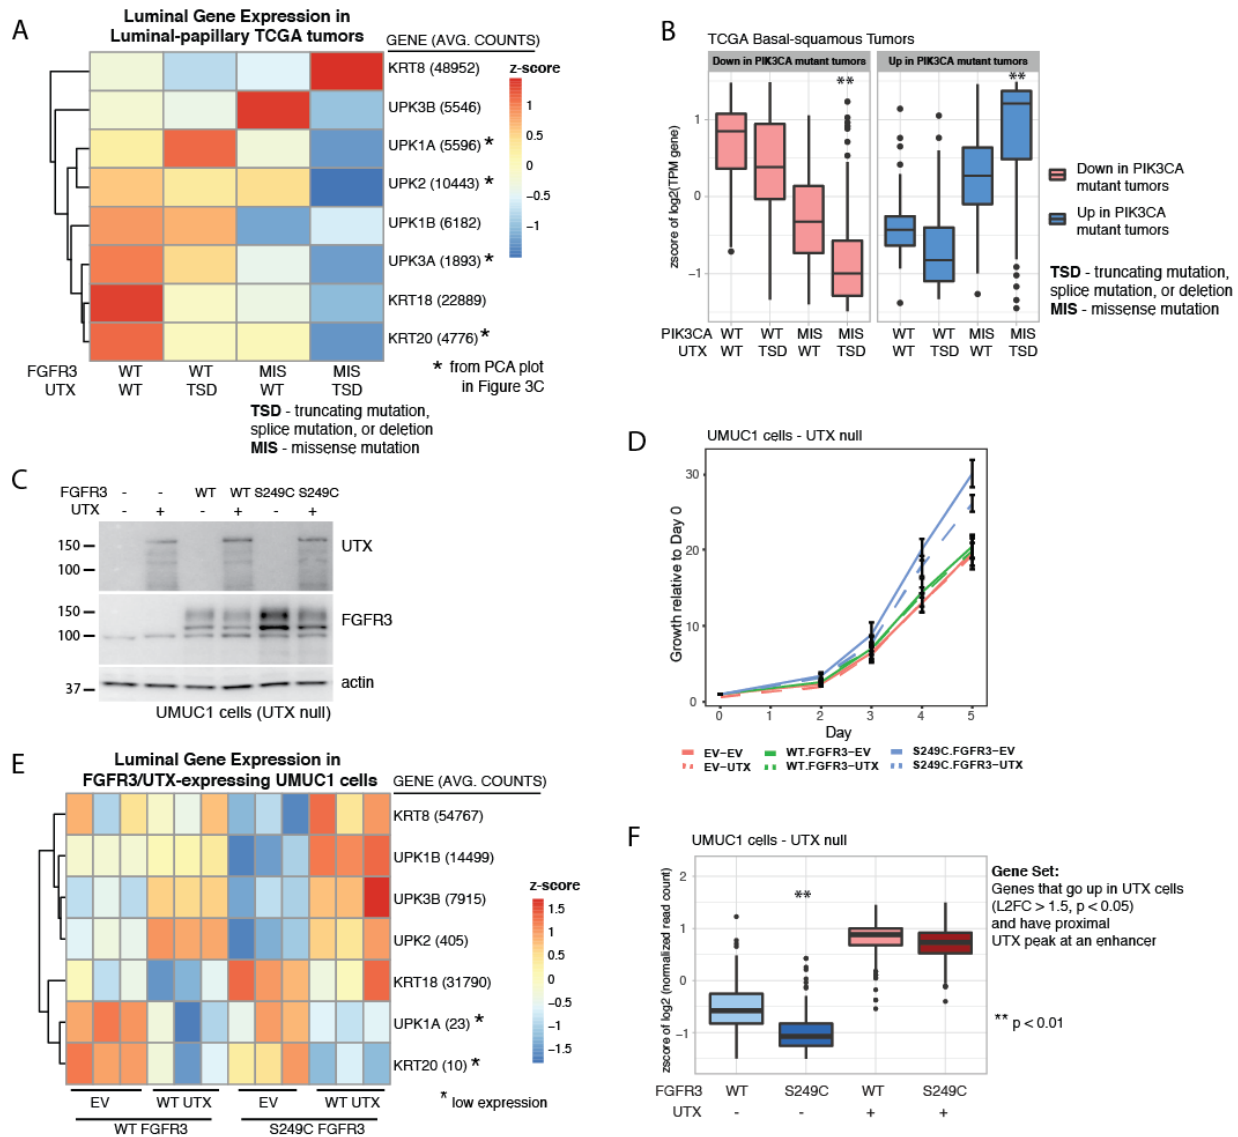 A
Luminal Gene Expression in
Luminal-papillary TCGA tumors
GENE (AVG. COUNTS)
KRT8 (48952)
UPK3B (5546)
UPK1A (5596) *
UPK2 (10443) *
UPK1B (6182)
UPK3A (1893) *
KRT18 (22889)
KRT20 (4776) *
z-score
1
0.5
0
−0.5
−1
FGFR3 WT WT MIS MIS
UTX WT TSD WT TSD
* from PCA plot
in Figure 3C
TSD - truncating mutation,
splice mutation, or deletion
MIS - missense mutation
B
TCGA Basal-squamous Tumors
Down in PIK3CA mutant tumors Up in PIK3CA mutant tumors
** **
zscore of log2(TPM gene)
1
0
−1
PIK3CA WT WT MIS MIS WT WT MIS MIS
UTX WT TSD WT TSD WT TSD WT TSD
Down in PIK3CA
mutant tumors
Up in PIK3CA
mutant tumors
TSD - truncating mutation,
splice mutation, or deletion
MIS - missense mutation
C
FGFR3 - - WT WT S249C S249C
UTX - + - + - +
150
100
UTX
150
100
FGFR3
37
actin
UMUC1 cells (UTX null)
D
UMUC1 cells - UTX null
Growth relative to Day 0
30
20
10
0
0 1 2 3 4 5
Day
EV−EV WT.FGFR3−EV S249C.FGFR3−EV
EV−UTX WT.FGFR3−UTX S249C.FGFR3−UTX
E
Luminal Gene Expression in
FGFR3/UTX-expressing UMUC1 cells
GENE (AVG. COUNTS)
KRT8 (54767)
UPK1B (14499)
UPK3B (7915)
UPK2 (405)
KRT18 (31790)
UPK1A (23) *
KRT20 (10) *
z-score
1.5
1
0.5
0
−0.5
−1
−1.5
EV WT UTX EV WT UTX
WT FGFR3 S249C FGFR3
* low expression
F
UMUC1 cells - UTX null
zscore of log2 (normalized read count)
2
1
0
−1
**
FGFR3 WT S249C WT S249C
UTX - - + +
Gene Set:
Genes that go up in UTX cells
(L2FC > 1.5, p < 0.05)
and have proximal
UTX peak at an enhancer
** p < 0.01